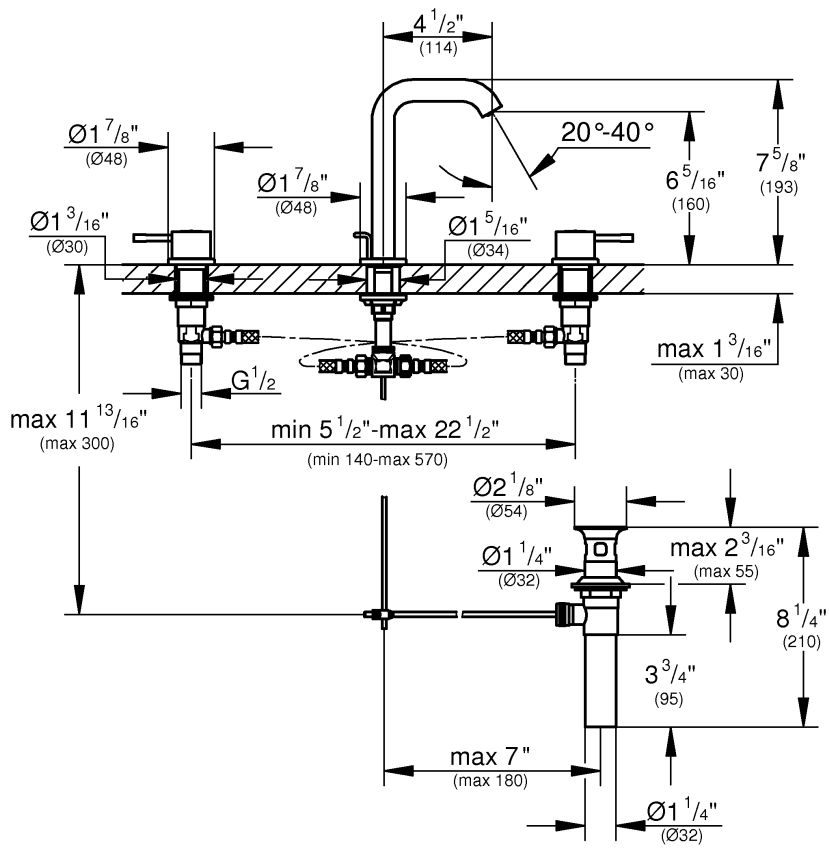 4 1/2"
(114)
20°-40°
Ø1 7/8"
(Ø48)
7 5/8"
(193)
6 5/16"
(160)
Ø1 7/8"
(Ø48)
Ø1 3/16"
(Ø30)
Ø1 5/16"
(Ø34)
max 1 3/16"
(max 30)
G1/2
max 11 13/16"
(max 300)
min 5 1/2"-max 22 1/2"
(min 140-max 570)
Ø2 1/8"
(Ø54)
max 2 3/16"
(max 55)
Ø1 1/4"
(Ø32)
8 1/4"
(210)
3 3/4"
(95)
max 7"
(max 180)
Ø1 1/4"
(Ø32)